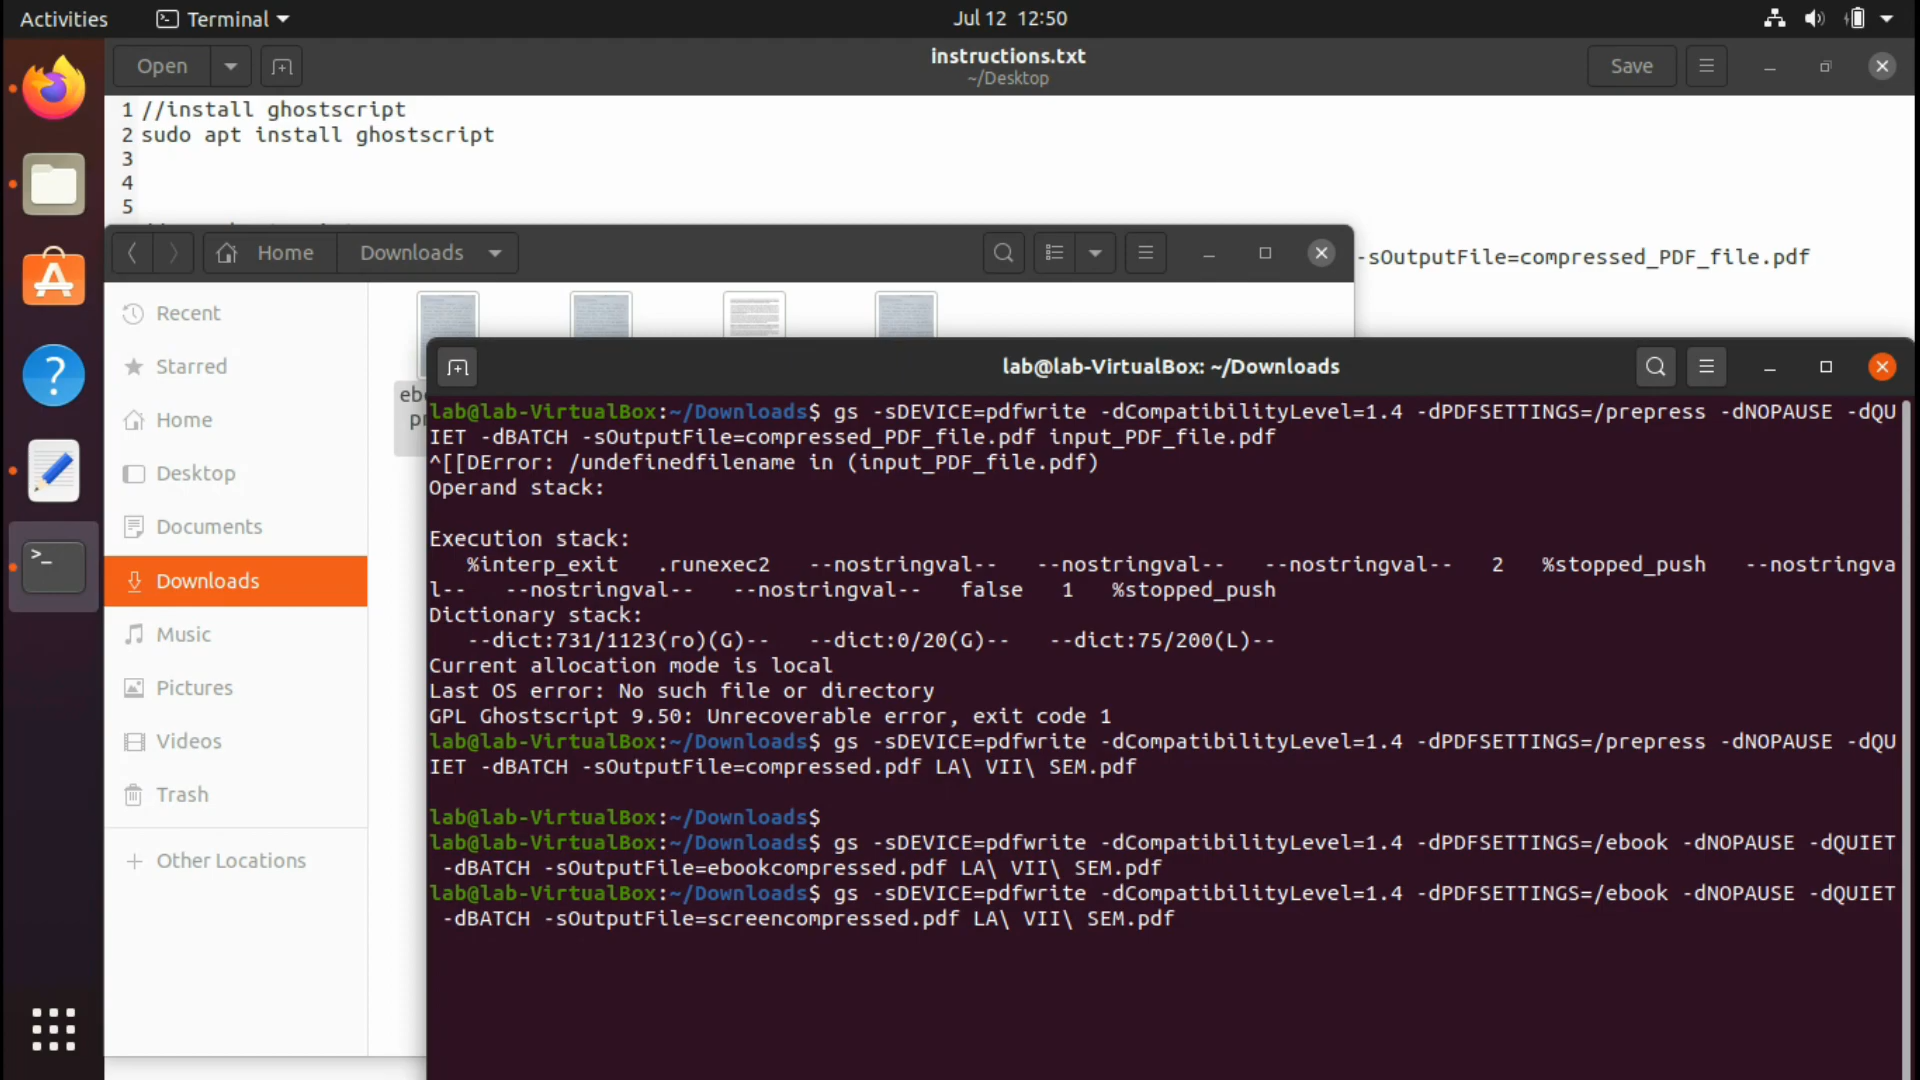 Activities
Terminal
Jul 12 12:50
Open
instructions.txt
~/Desktop
Save
1 //install ghostscript
2 sudo apt install ghostscript
3
4
5
-sOutputFile=compressed_PDF_file.pdf
Home
Downloads
Recent
Starred
Home
Desktop
Documents
Downloads
Music
Pictures
Videos
Trash
+ Other Locations
lab@lab-VirtualBox: ~/Downloads
lab@lab-VirtualBox:~/Downloads$ gs -sDEVICE=pdfwrite -dCompatibilityLevel=1.4 -dPDFSETTINGS=/prepress -dNOPAUSE -dQU
IET -dBATCH -sOutputFile=compressed_PDF_file.pdf input_PDF_file.pdf
^[[DError: /undefinedfilename in (input_PDF_file.pdf)
Operand stack:
Execution stack:
%interp_exit .runexec2 --nostringval-- --nostringval-- --nostringval-- 2 %stopped_push --nostringva
l-- --nostringval-- --nostringval-- false 1 %stopped_push
Dictionary stack:
--dict:731/1123(ro)(G)-- --dict:0/20(G)-- --dict:75/200(L)--
Current allocation mode is local
Last OS error: No such file or directory
GPL Ghostscript 9.50: Unrecoverable error, exit code 1
lab@lab-VirtualBox:~/Downloads$ gs -sDEVICE=pdfwrite -dCompatibilityLevel=1.4 -dPDFSETTINGS=/prepress -dNOPAUSE -dQU
IET -dBATCH -sOutputFile=compressed.pdf LA\ VII\ SEM.pdf
lab@lab-VirtualBox:~/Downloads$
lab@lab-VirtualBox:~/Downloads$ gs -sDEVICE=pdfwrite -dCompatibilityLevel=1.4 -dPDFSETTINGS=/ebook -dNOPAUSE -dQUIET
-dBATCH -sOutputFile=ebookcompressed.pdf LA\ VII\ SEM.pdf
lab@lab-VirtualBox:~/Downloads$ gs -sDEVICE=pdfwrite -dCompatibilityLevel=1.4 -dPDFSETTINGS=/ebook -dNOPAUSE -dQUIET
-dBATCH -sOutputFile=screencompressed.pdf LA\ VII\ SEM.pdf